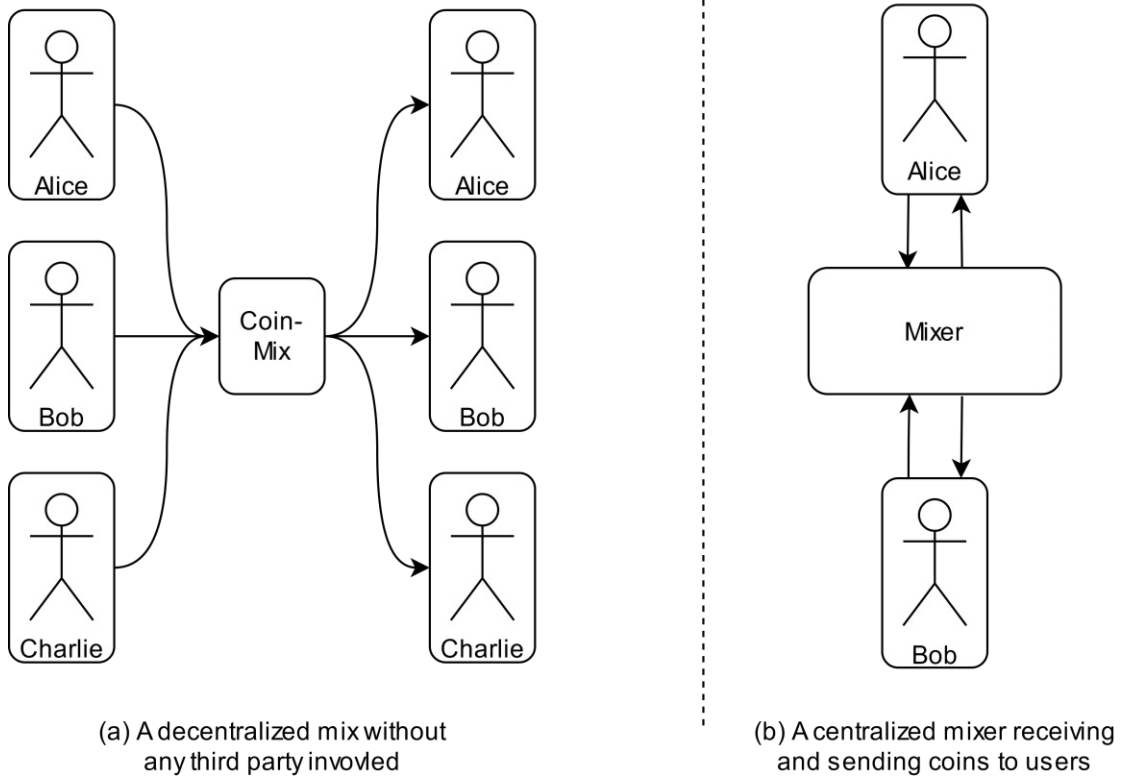 Alice
Bob
Charlie
Coin-
Mix
Alice
Bob
Charlie
(a) A decentralized mix without
any third party invovled
Alice
Mixer
Bob
(b) A centralized mixer receiving
and sending coins to users